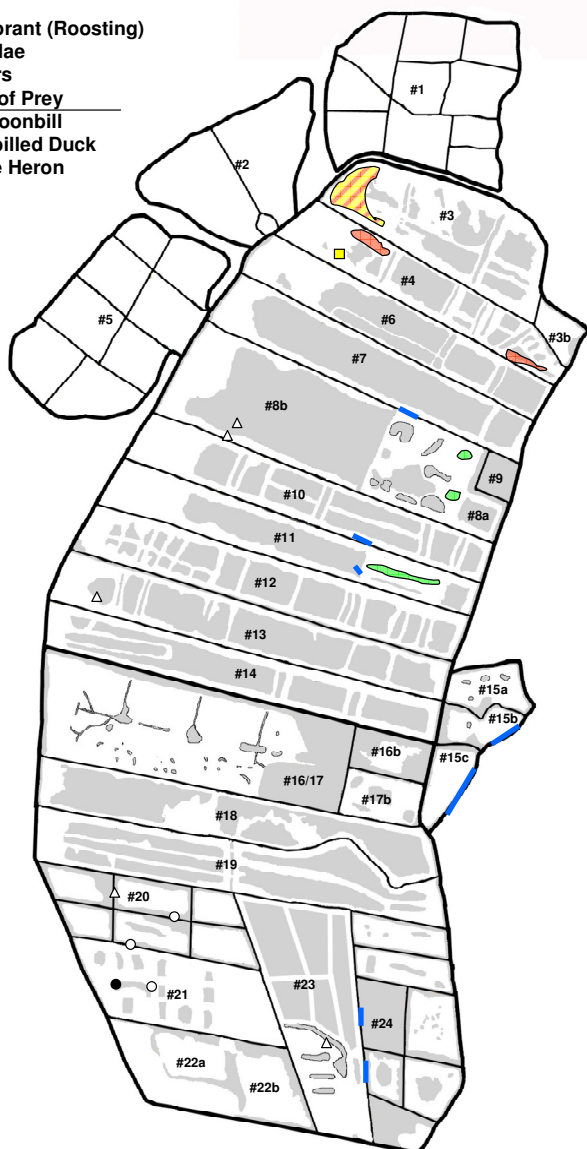 orant (Roosting)
lae
rs
of Prey
oonbill
billed Duck
e Heron
#1
#2
#3
#4
#3b
#5
#6
#7
#8b
#9
#8a
#10
#11
#12
#13
#14
#15a
#15b
#15c
#16b
#16/17
#17b
#18
#19
#20
#21
#23
#24
#22a
#22b